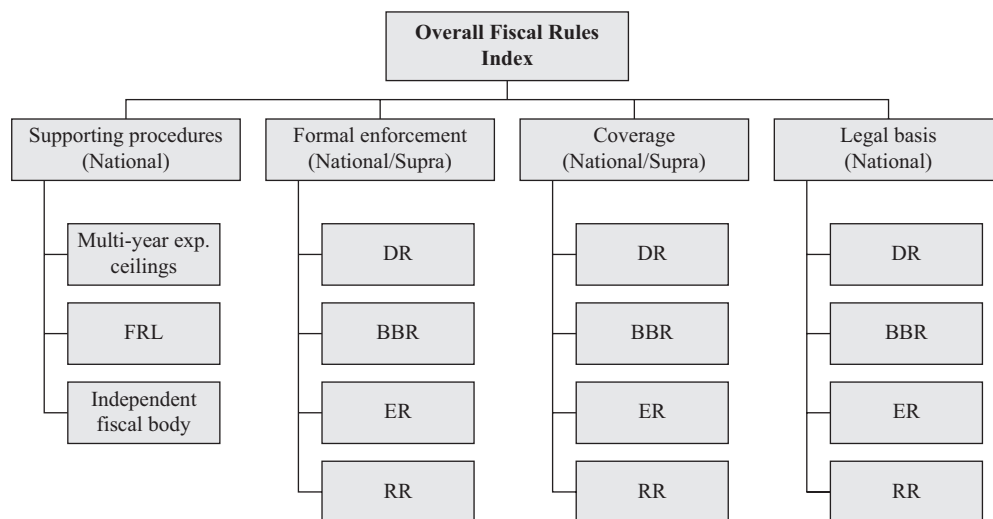 Overall Fiscal Rules
Index
Supporting procedures
(National)
Multi-year exp.
ceilings
FRL
Independent
fiscal body
Formal enforcement
(National/Supra)
DR
BBR
ER
RR
Coverage
(National/Supra)
DR
BBR
ER
RR
Legal basis
(National)
DR
BBR
ER
RR